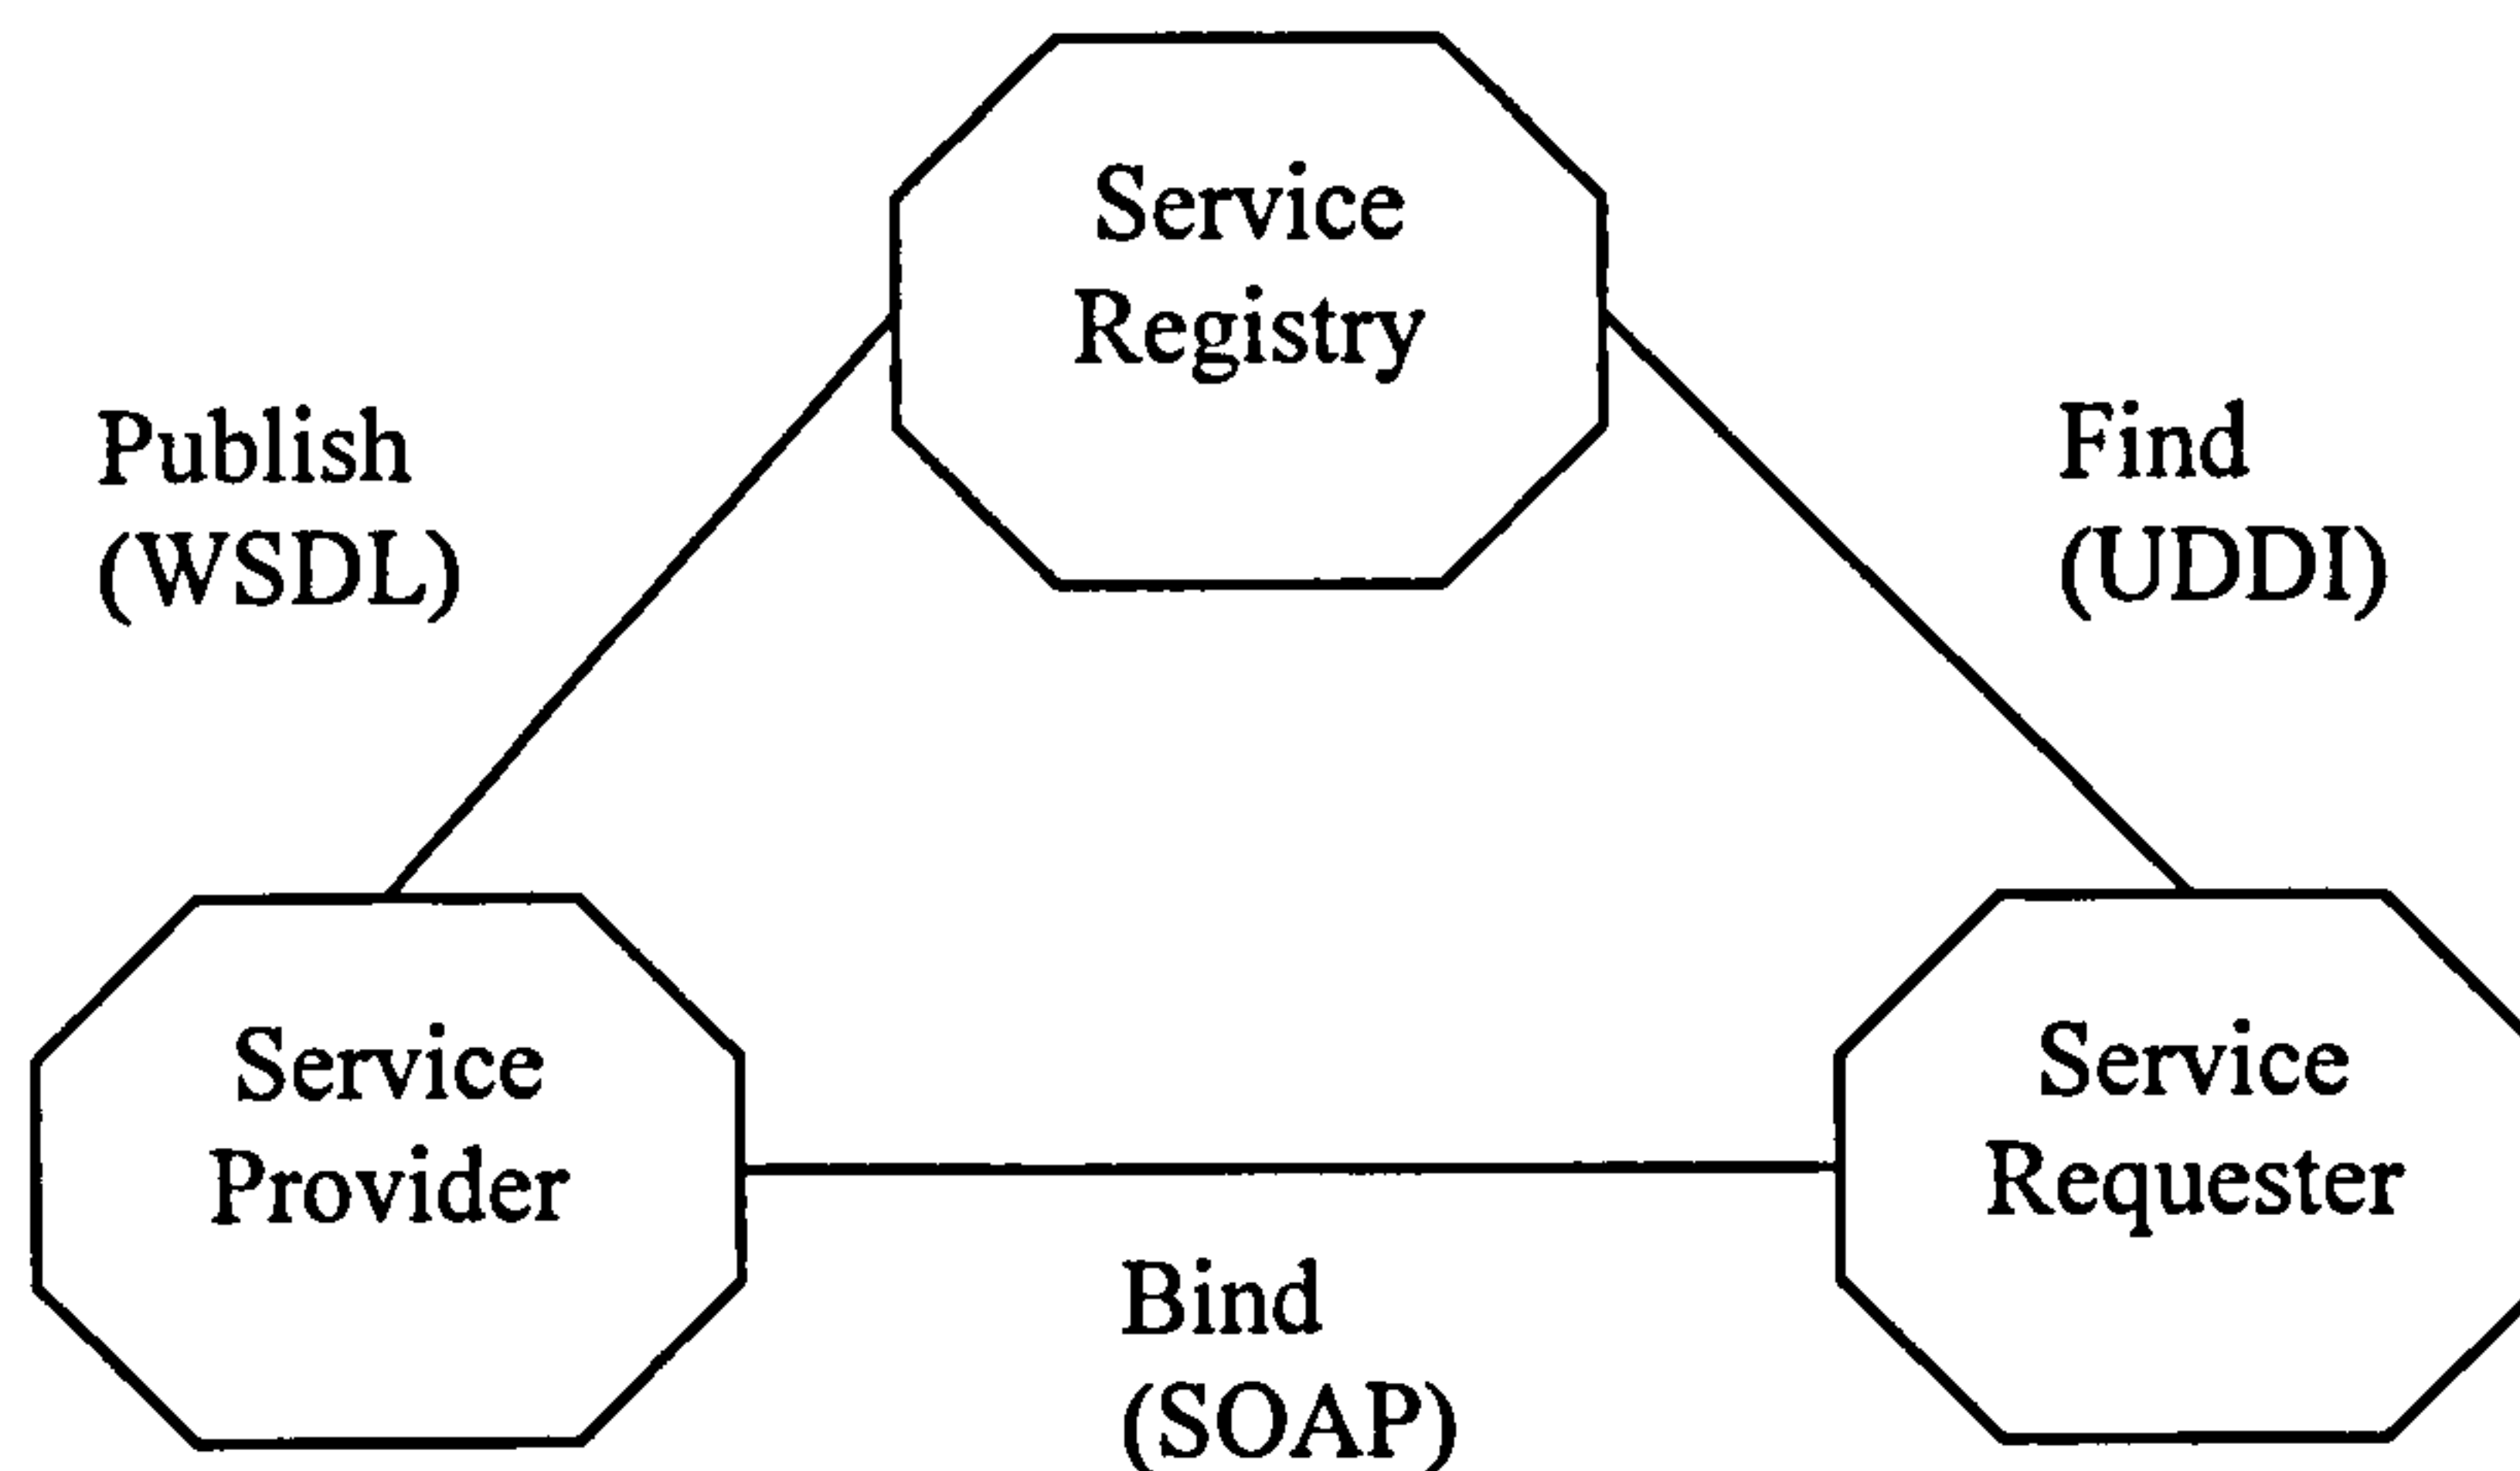 Service
Registry
Publish
(WSDL)
Find
(UDDI)
Service
Provider
Service
Requester
Bind
(SOAP)